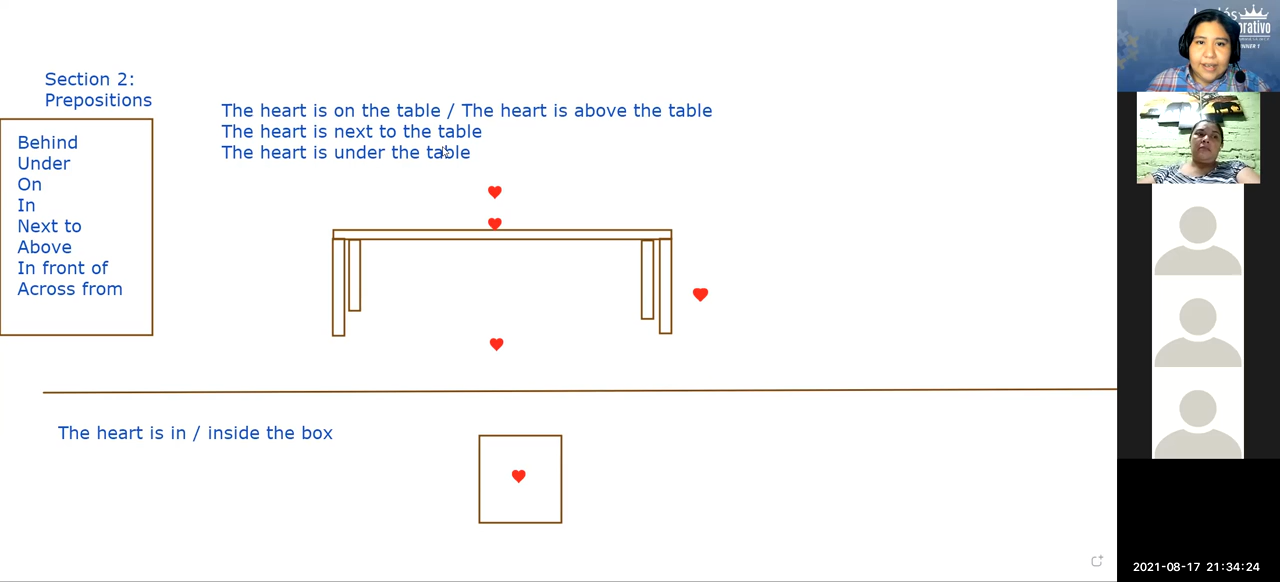 Section 2:
Prepositions
Behind
Under
On
In
Next to
Above
In front of
Across from
The heart is on the table / The heart is above the table
The heart is next to the table
The heart is under the table
The heart is in / inside the box
2021-08-17 21:34:24